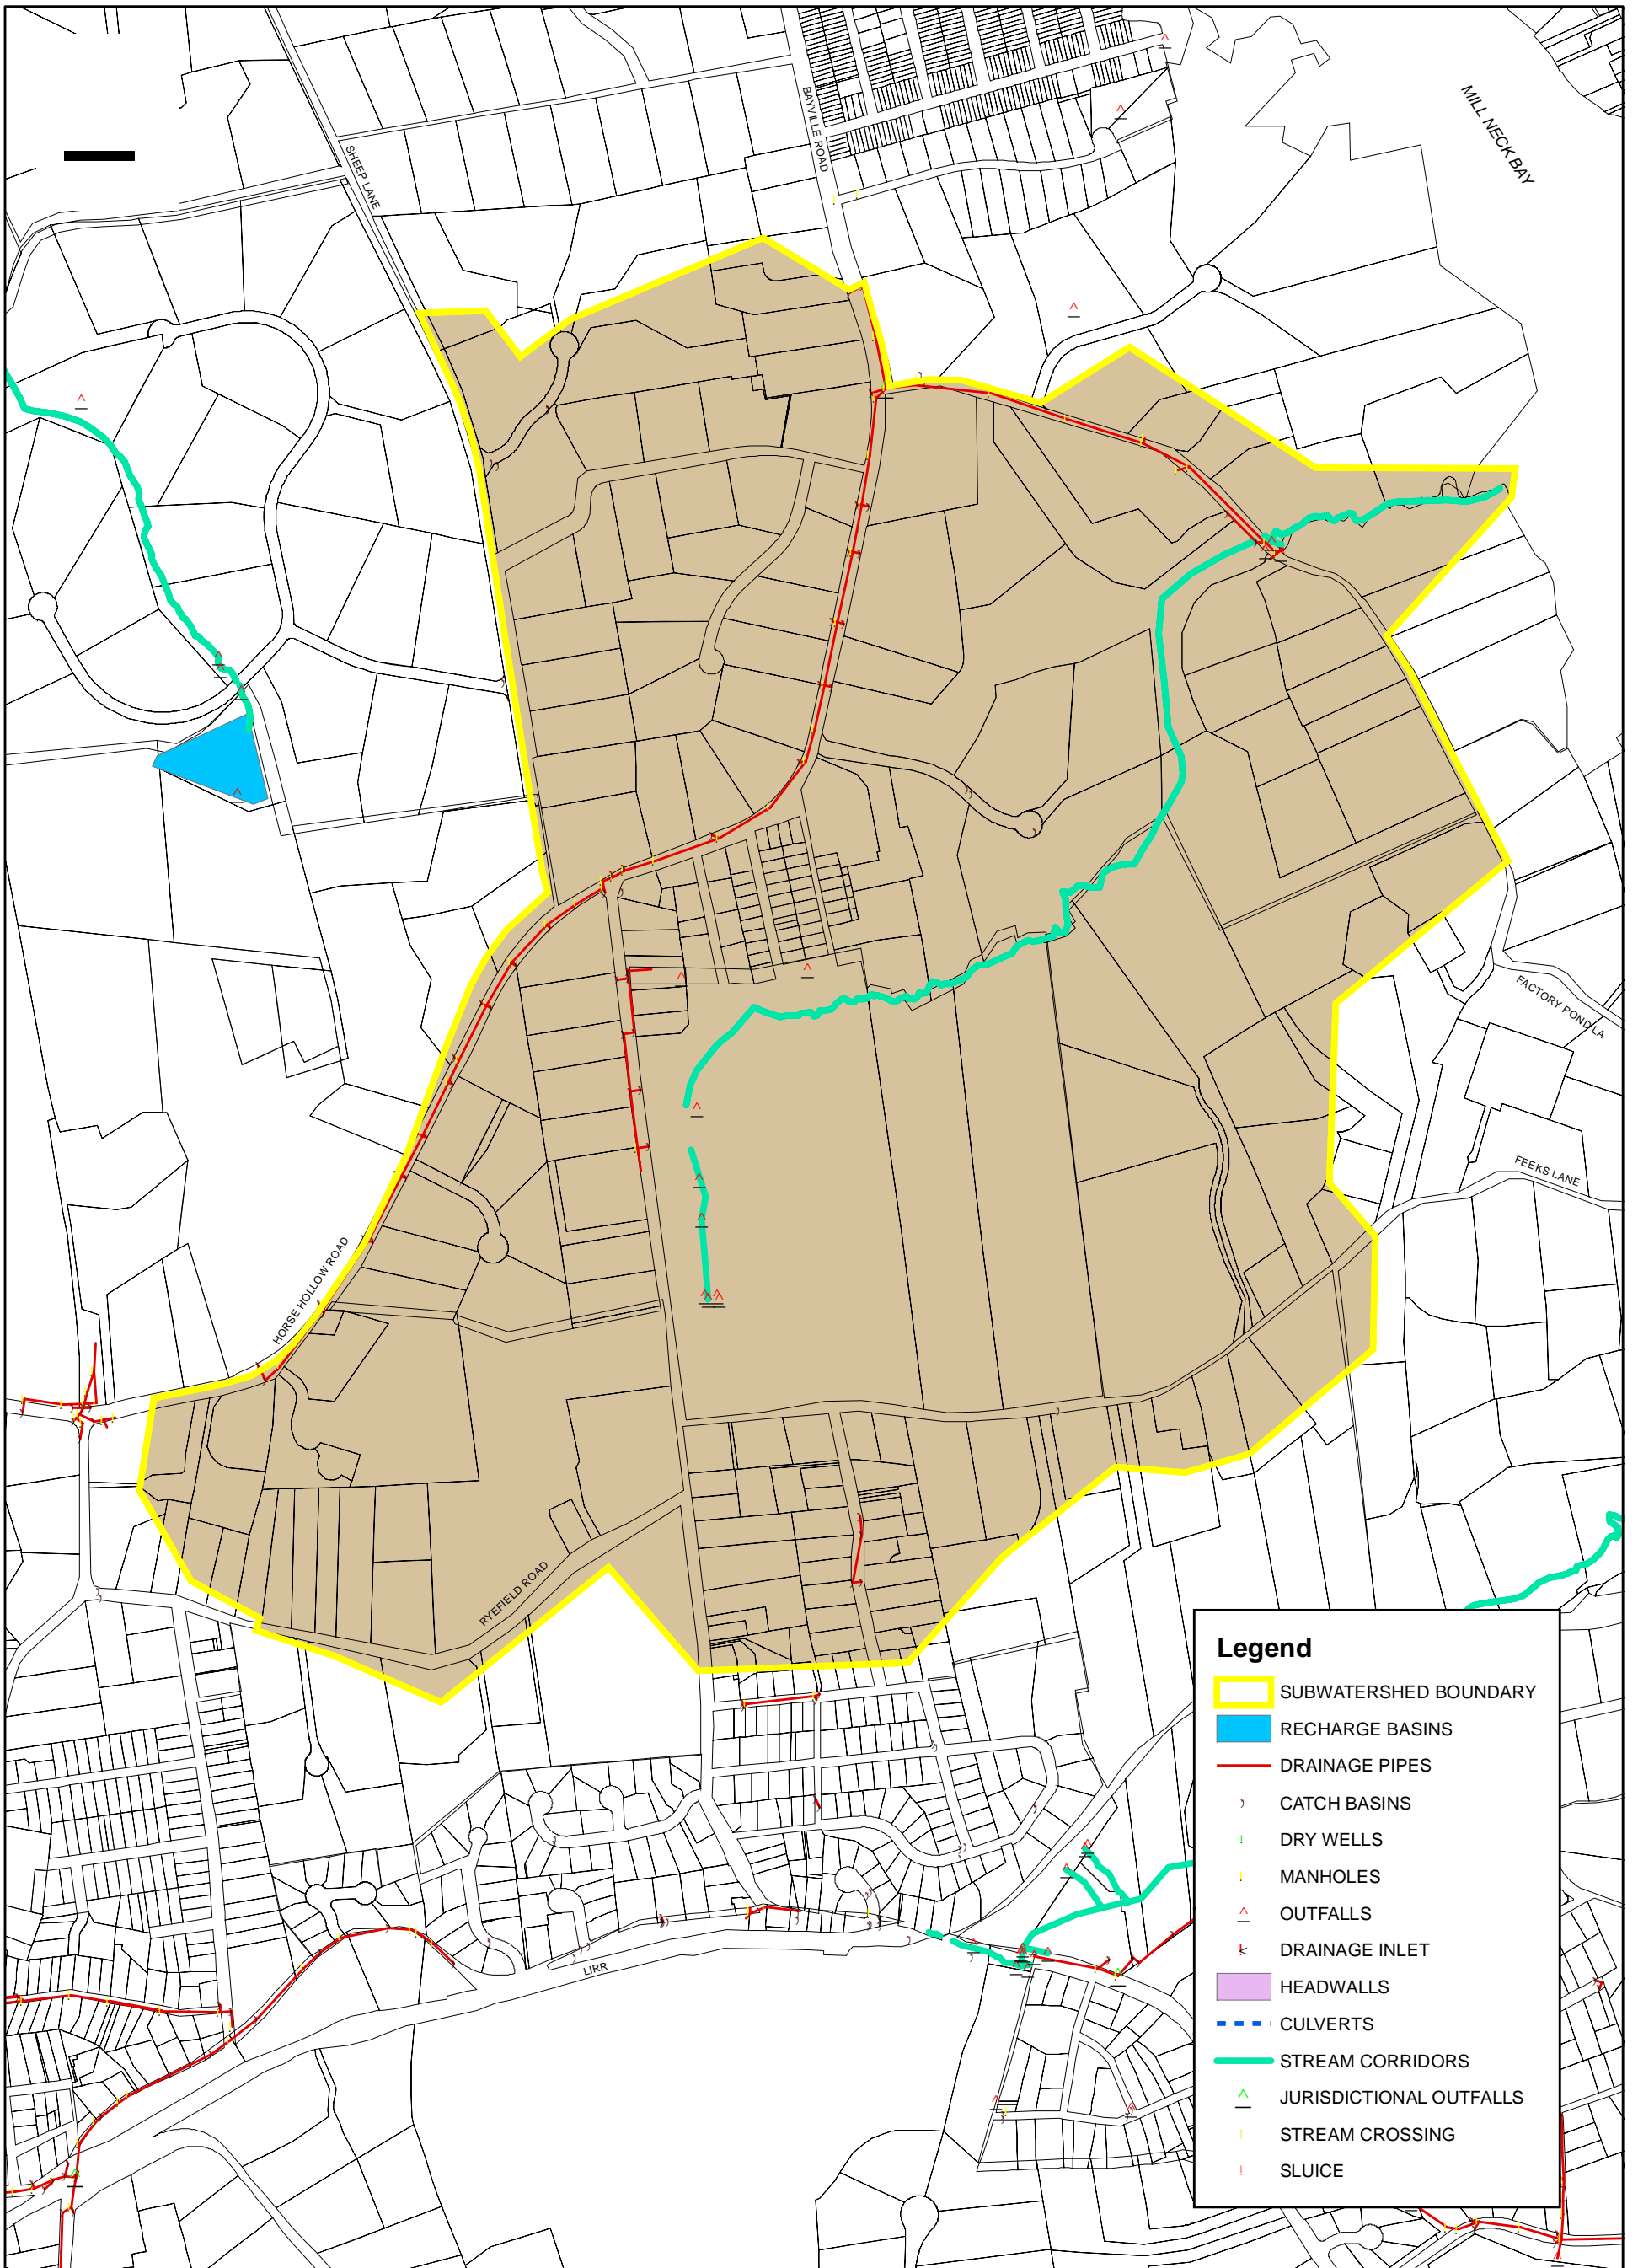 MILL NECK BAY
BAYVILLE ROAD
SHEEP LANE
FACTORY POND LA
FEEKS LANE
HORSE HOLLOW ROAD
RYEFIELD ROAD
LIRR
Legend
SUBWATERSHED BOUNDARY
RECHARGE BASINS
DRAINAGE PIPES
CATCH BASINS
DRY WELLS
MANHOLES
OUTFALLS
DRAINAGE INLET
HEADWALLS
CULVERTS
STREAM CORRIDORS
JURISDICTIONAL OUTFALLS
STREAM CROSSING
SLUICE